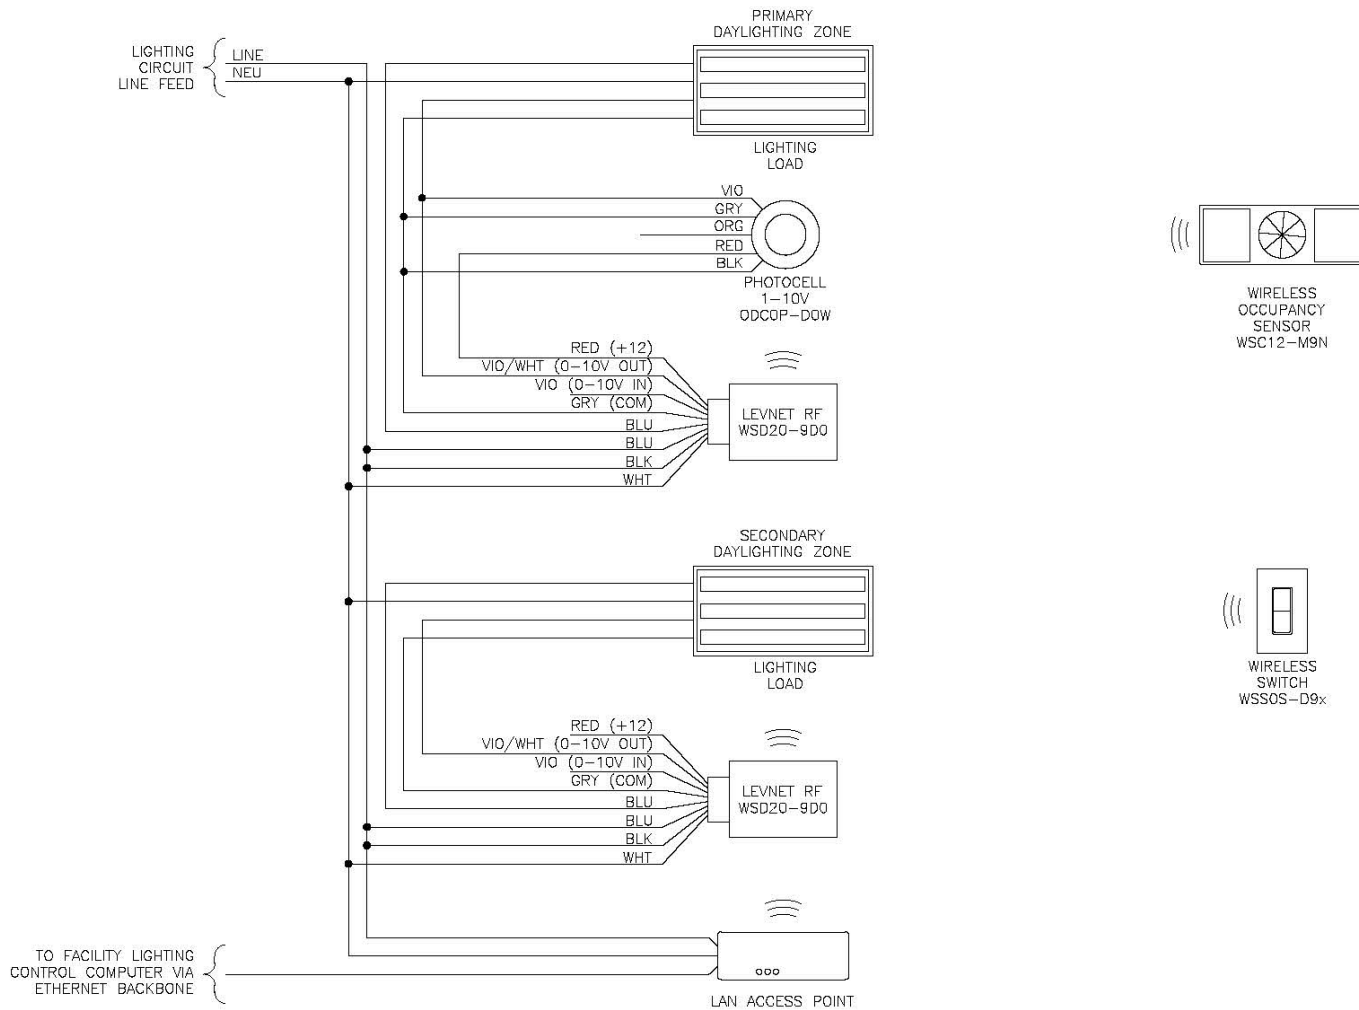 PRIMARY
DAYLIGHTING ZONE
LIGHTING
CIRCUIT
LINE FEED
LINE
NEU
LIGHTING
LOAD
VIO
GRY
ORG
RED
BLK
PHOTOCELL
1-10V
ODCOP-D0W
WIRELESS
OCCUPANCY
SENSOR
WSC12-M9N
RED (+12)
VIO/WHT (0-10V OUT)
VIO (0-10V IN)
GRY (COM)
BLU
BLU
BLK
WHT
LEVNET RF
WSD20-9D0
SECONDARY
DAYLIGHTING ZONE
LIGHTING
LOAD
WIRELESS
SWITCH
WSS0S-D9x
RED (+12)
VIO/WHT (0-10V OUT)
VIO (0-10V IN)
GRY (COM)
BLU
BLU
BLK
WHT
LEVNET RF
WSD20-9D0
TO FACILITY LIGHTING
CONTROL COMPUTER VIA
ETHERNET BACKBONE
LAN ACCESS POINT